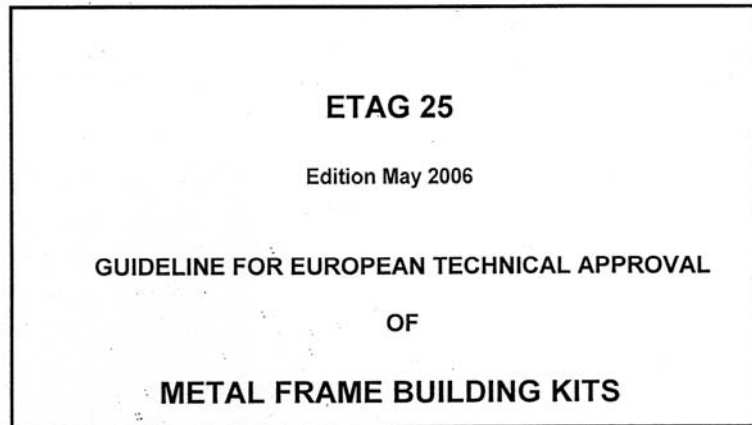 ETAG 25
Edition May 2006
GUIDELINE FOR EUROPEAN TECHNICAL APPROVAL
OF
METAL FRAME BUILDING KITS